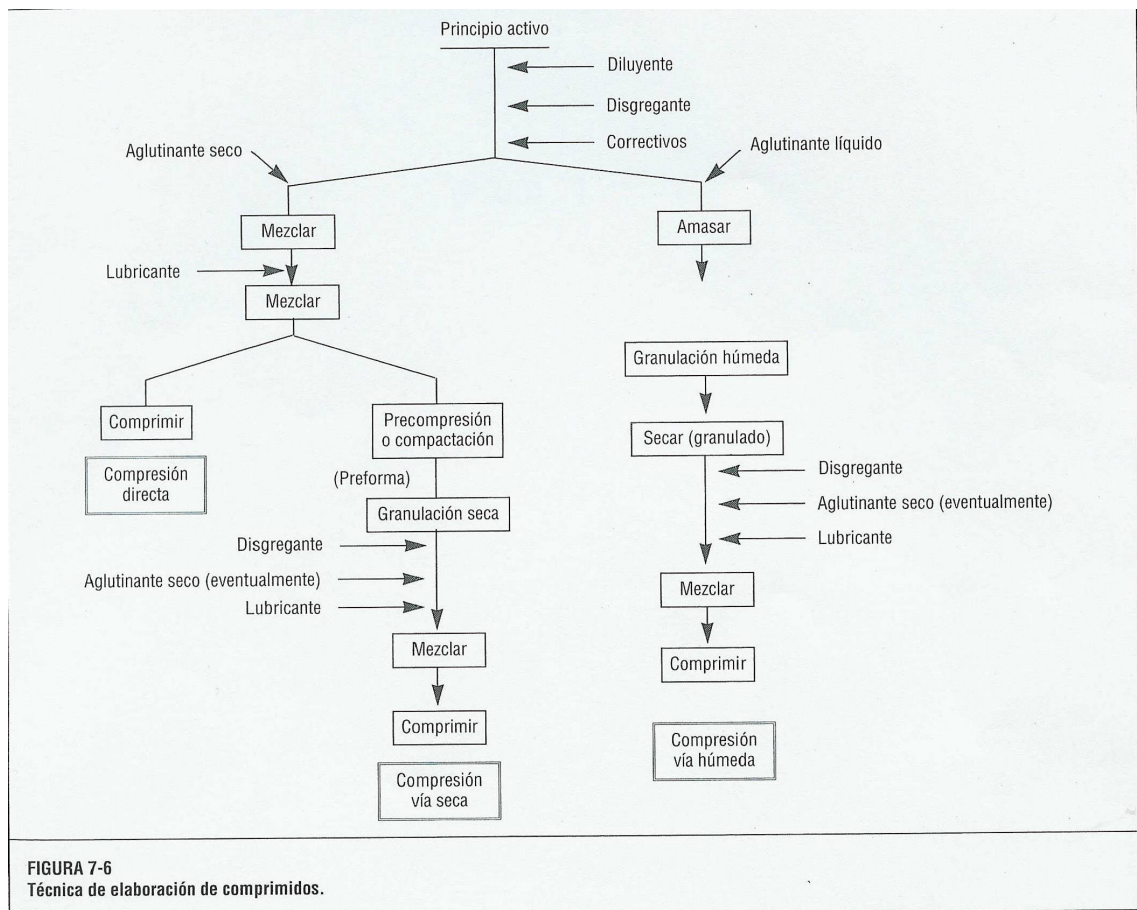 Principio activo
Diluyente
Disgregante
Correctivos
Aglutinante seco
Aglutinante líquido
Mezclar
Amasar
Lubricante
Mezclar
Granulación húmeda
Comprimir
Precompresión
o compactación
Secar (granulado)
Compresión
directa
(Preforma)
Disgregante
Aglutinante seco (eventualmente)
Lubricante
Granulación seca
Disgregante
Aglutinante seco (eventualmente)
Lubricante
Mezclar
Mezclar
Comprimir
Comprimir
Compresión
vía húmeda
Compresión
vía seca
FIGURA 7-6
Técnica de elaboración de comprimidos.